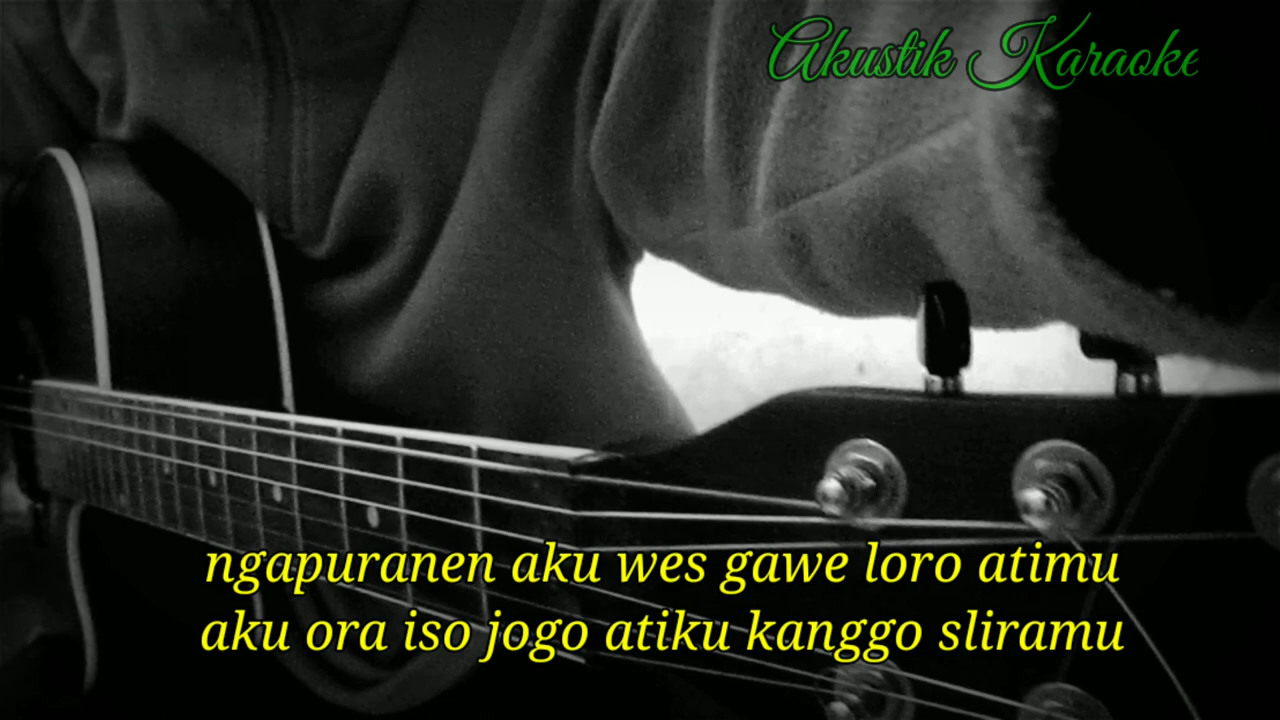 Akustik Karaoke
ngapuranen aku wes gawe loro atimu
aku ora iso jogo atiku kanggo sliramu